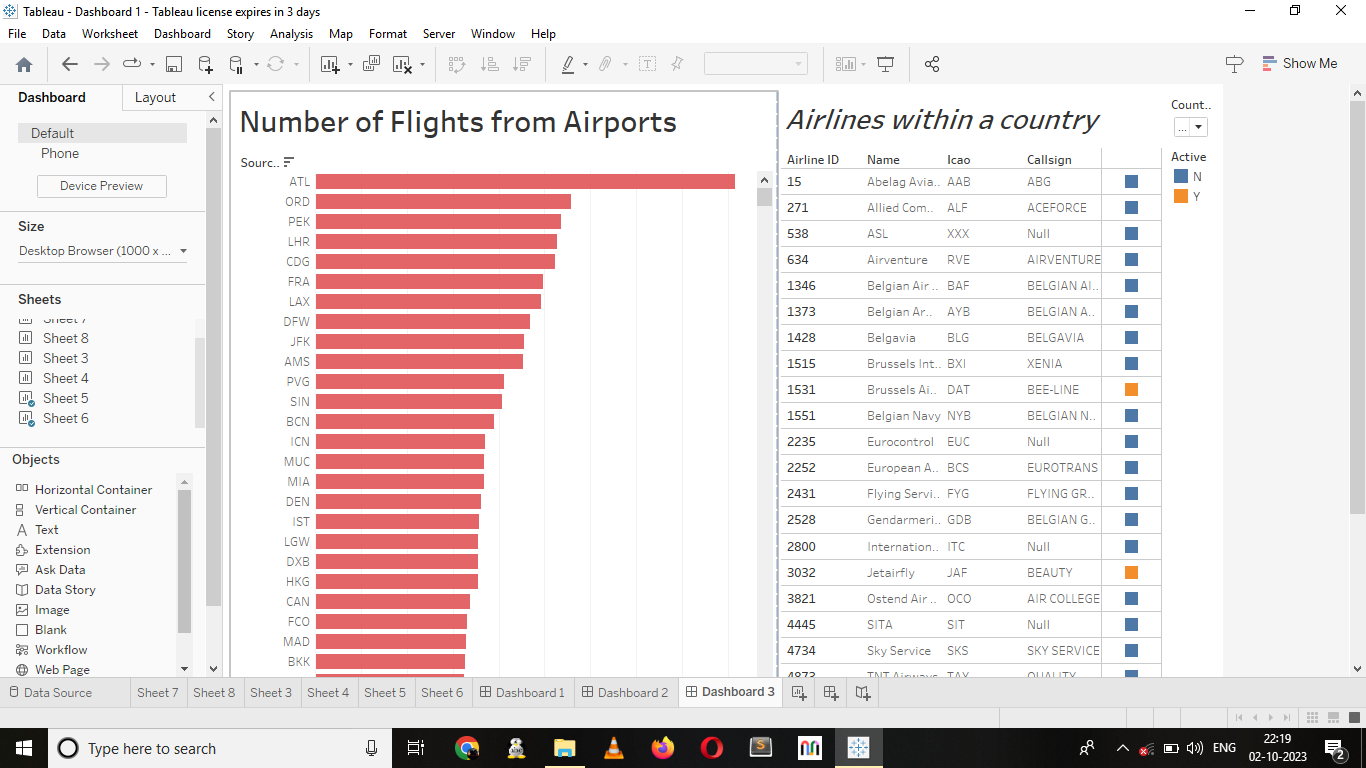 Tableau - Dashboard 1 - Tableau license expires in 3 days
File Data Worksheet Dashboard Story Analysis Map Format Server Window Help
Show Me
Dashboard Layout
Default
Phone
Device Preview
Size
Desktop Browser (1000 x ...
Sheets
Sheet 7
Sheet 8
Sheet 3
Sheet 4
Sheet 5
Sheet 6
Objects
Horizontal Container
Vertical Container
Text
Extension
Ask Data
Data Story
Image
Blank
Workflow
Web Page
Number of Flights from Airports
Sourc..
ATL
ORD
PEK
LHR
CDG
FRA
LAX
DFW
JFK
AMS
PVG
SIN
BCN
ICN
MUC
MIA
DEN
IST
LGW
DXB
HKG
CAN
FCO
MAD
BKK
Airlines within a country
Airline ID Name Icao Callsign
15 Abelag Avia.. AAB ABG
271 Allied Com.. ALF ACEFORCE
538 ASL XXX Null
634 Airventure RVE AIRVENTURE
1346 Belgian Air .. BAF BELGIAN AI..
1373 Belgian Ar.. AYB BELGIAN A..
1428 Belgavia BLG BELGAVIA
1515 Brussels Int.. BXI XENIA
1531 Brussels Ai.. DAT BEE-LINE
1551 Belgian Navy NYB BELGIAN N..
2235 Eurocontrol EUC Null
2252 European A.. BCS EUROTRANS
2431 Flying Servi.. FYG FLYING GR..
2528 Gendarmeri.. GDB BELGIAN G..
2800 Internation.. ITC Null
3032 Jetairfly JAF BEAUTY
3821 Ostend Air .. OCO AIR COLLEGE
4445 SITA SIT Null
4734 Sky Service SKS SKY SERVICE
4873 TNT Airways TAY QUALITY
Count..
...
Active
N
Y
Data Source Sheet 7 Sheet 8 Sheet 3 Sheet 4 Sheet 5 Sheet 6 Dashboard 1 Dashboard 2 Dashboard 3
Type here to search
ENG
22:19
02-10-2023
2